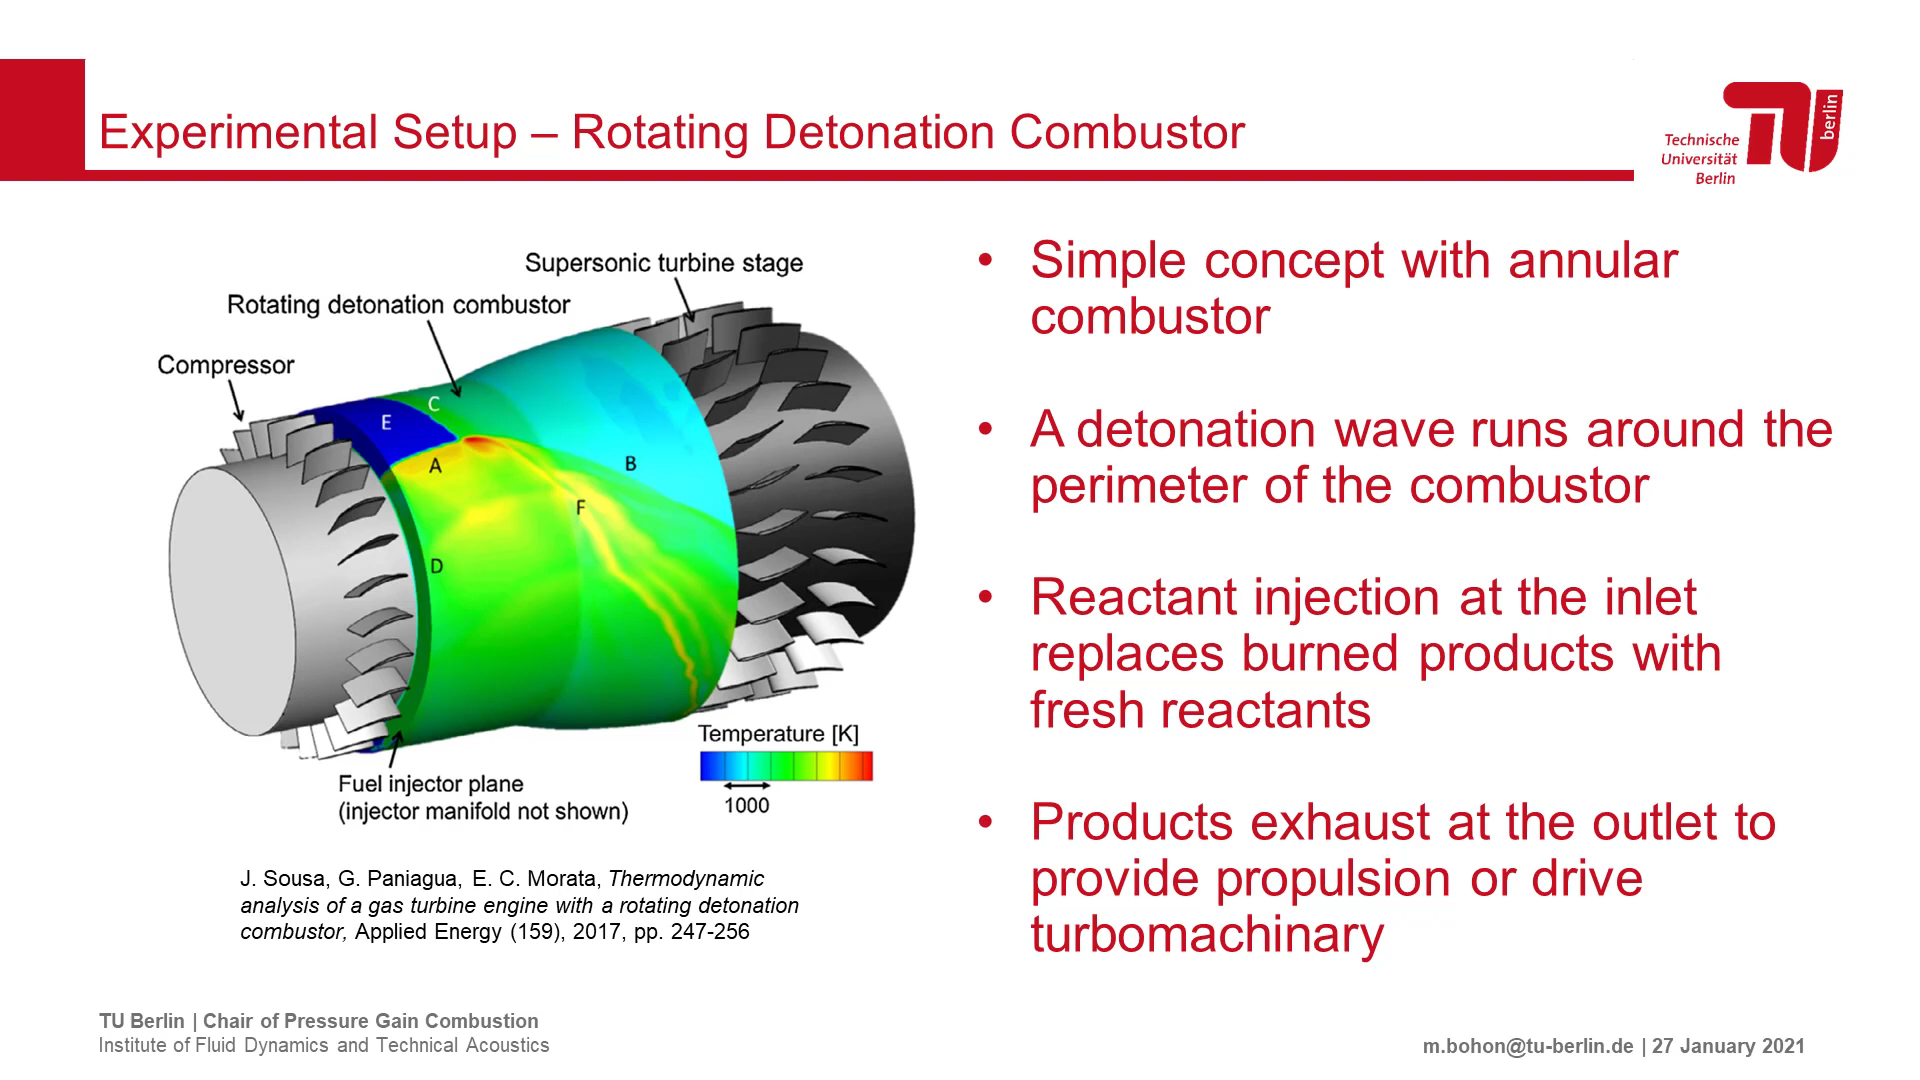 Experimental Setup – Rotating Detonation Combustor
Technische
Universität
Berlin
berlin
Supersonic turbine stage
Rotating detonation combustor
Compressor
C
E
A
B
F
D
Temperature [K]
1000
Fuel injector plane
(injector manifold not shown)
J. Sousa, G. Paniagua, E. C. Morata, Thermodynamic
analysis of a gas turbine engine with a rotating detonation
combustor, Applied Energy (159), 2017, pp. 247-256
• Simple concept with annular
combustor
• A detonation wave runs around the
perimeter of the combustor
• Reactant injection at the inlet
replaces burned products with
fresh reactants
• Products exhaust at the outlet to
provide propulsion or drive
turbomachinary
TU Berlin | Chair of Pressure Gain Combustion
Institute of Fluid Dynamics and Technical Acoustics
m.bohon@tu-berlin.de | 27 January 2021